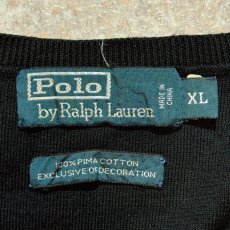 Polo
by Ralph Lauren
MADE IN
CHINA
XL
100% PIMA COTTON
EXCLUSIVE OF DECORATION